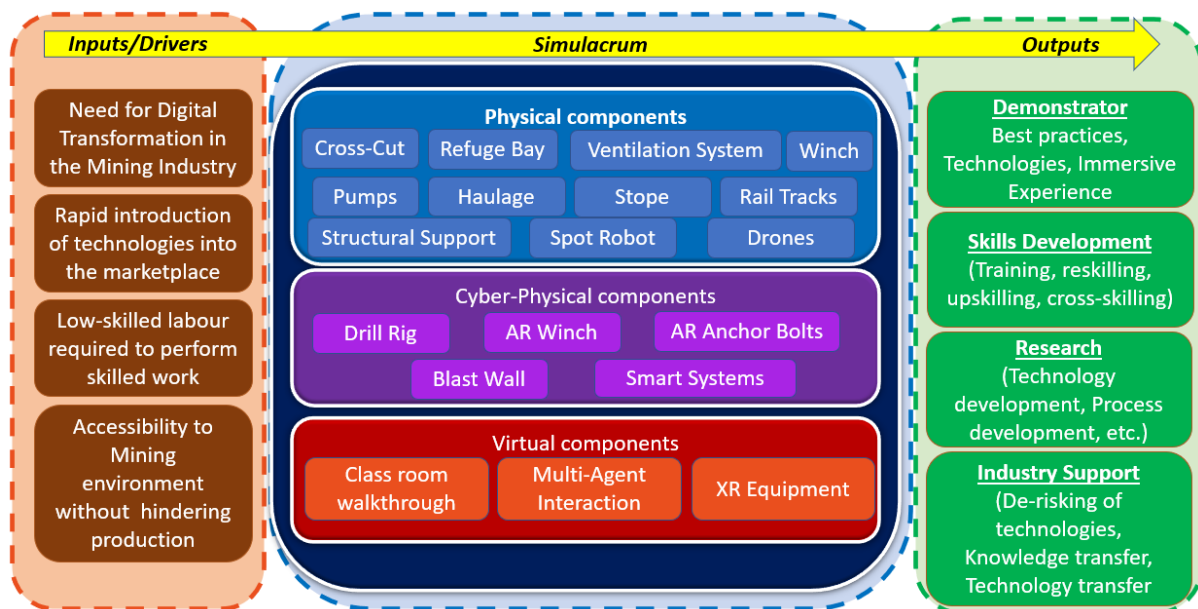 Inputs/Drivers
Simulacrum
Outputs
Need for Digital
Transformation in
the Mining Industry
Rapid introduction
of technologies into
the marketplace
Low-skilled labour
required to perform
skilled work
Accessibility to
Mining
environment
without hindering
production
Physical components
Cross-Cut
Refuge Bay
Ventilation System
Winch
Pumps
Haulage
Stope
Rail Tracks
Structural Support
Spot Robot
Drones
Cyber-Physical components
Drill Rig
AR Winch
AR Anchor Bolts
Blast Wall
Smart Systems
Virtual components
Class room
walkthrough
Multi-Agent
Interaction
XR Equipment
Demonstrator
Best practices,
Technologies, Immersive
Experience
Skills Development
(Training, reskilling,
upskilling, cross-skilling)
Research
(Technology
development, Process
development, etc.)
Industry Support
(De-risking of
technologies,
Knowledge transfer,
Technology transfer